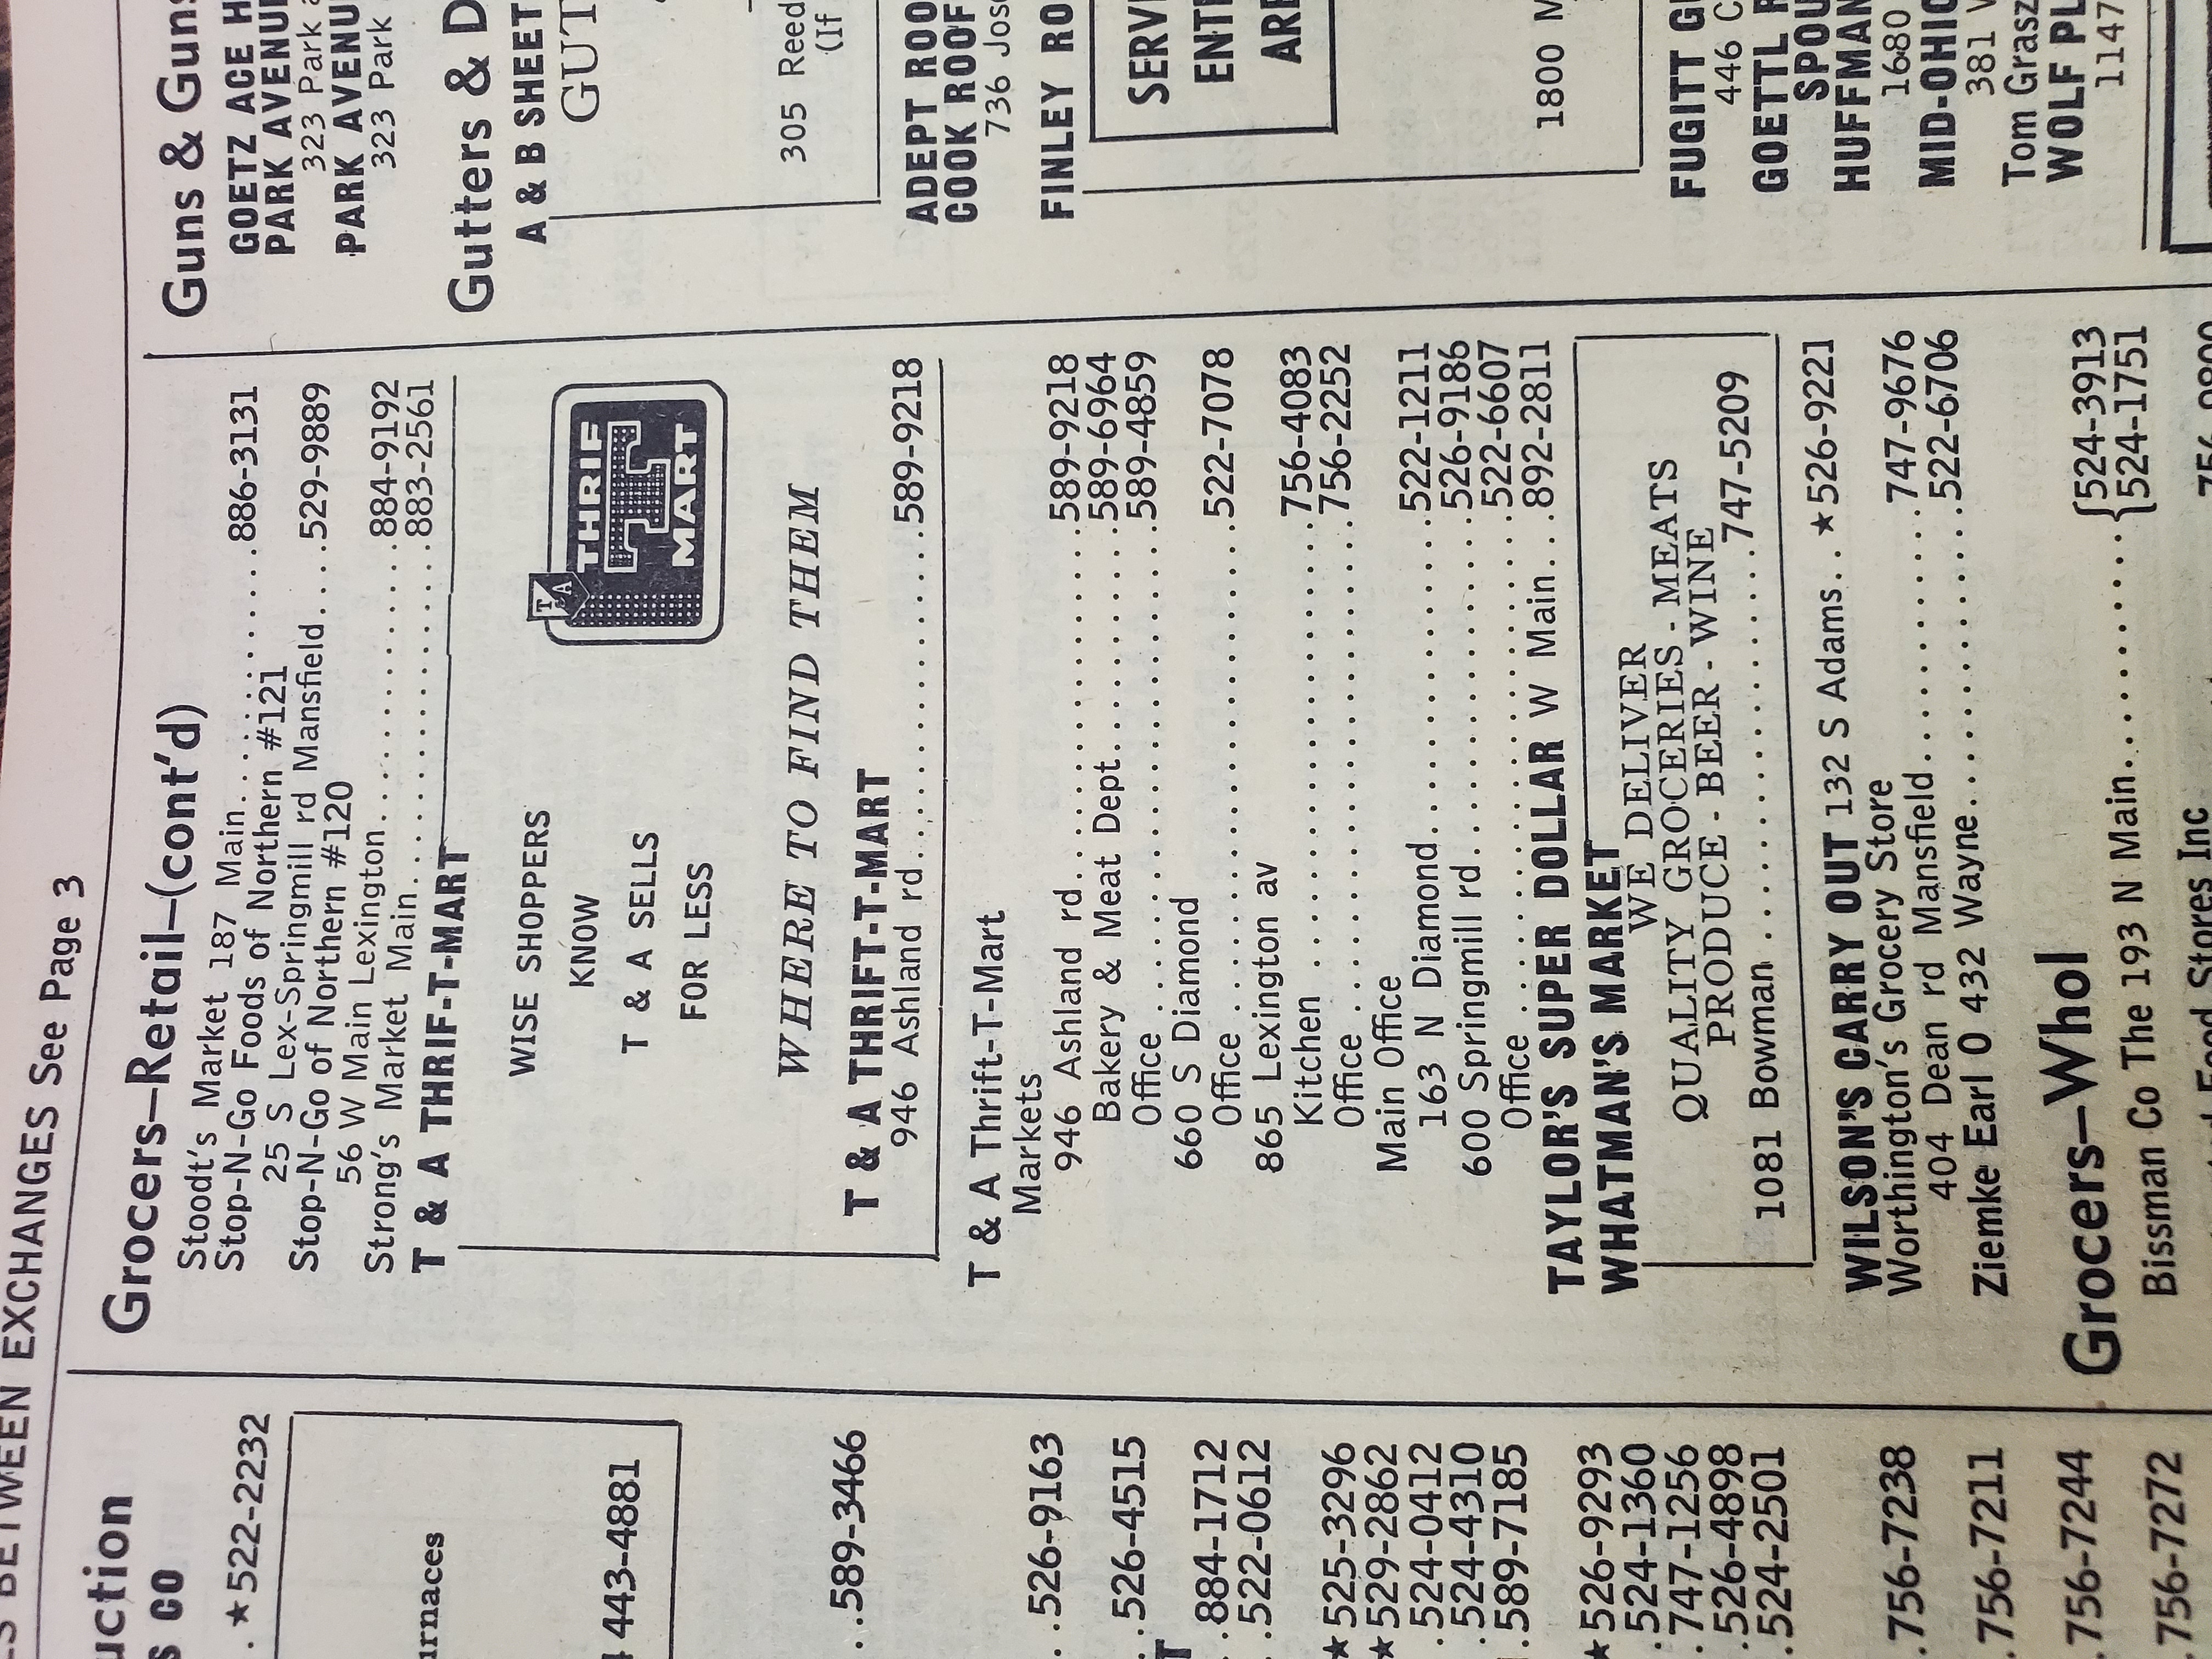 S BETWEEN EXCHANGES See Page 3
uction
S CO
. ★522-2232
urnaces
443-4881
...589-3466
...526-9163
...526-4515
T
..884-1712
..522-0612
★525-3296
★529-2862
.524-0412
.524-4310
.589-7185
★526-9293
.524-1360
.747-1256
.526-4898
.524-2501
.756-7238
.756-7211
.756-7244
.756-7272
Grocers—Retail—(cont'd)
Stoodt's Market 187 Main..........886-3131
Stop-N-Go Foods of Northern #121
25 S Lex-Springmill rd Mansfield....529-9889
Stop-N-Go of Northern #120
56 W Main Lexington..............884-9192
Strong's Market Main..............883-2561
T & A THRIF-T-MART
WISE SHOPPERS
KNOW
T & A SELLS
FOR LESS
T&A
THRIF
T
MART
WHERE TO FIND THEM
T & A THRIFT-T-MART
946 Ashland rd..................589-9218
T & A Thrift-T-Mart
Markets
946 Ashland rd..................589-9218
Bakery & Meat Dept............589-6964
Office ........................589-4859
660 S Diamond
Office ........................522-7078
865 Lexington av
Kitchen ......................756-4083
Office ........................756-2252
Main Office
163 N Diamond................522-1211
600 Springmill rd................526-9186
Office ........................522-6607
TAYLOR'S SUPER DOLLAR W Main..892-2811
WHATMAN'S MARKET
WE DELIVER
QUALITY GROCERIES - MEATS
PRODUCE - BEER - WINE
1081 Bowman ....................747-5209
WILSON'S CARRY OUT 132 S Adams..★526-9221
Worthington's Grocery Store
404 Dean rd Mansfield..............747-9676
Ziemke Earl O 432 Wayne..............522-6706
Grocers—Whol
Bissman Co The 193 N Main..........{524-3913
{524-1751
Food Stores Inc
Guns & Guns
GOETZ ACE H
PARK AVENU
323 Park
PARK AVENU
323 Park
Gutters & D
A & B SHEET
GUT
305 Reed
(If
ADEPT ROO
COOK ROOF
736 Jos
FINLEY RO
SERV
ENT
ARE
1800 M
FUGITT G
446 C
GOETTL R
SPOU
HUFFMAN
1680
MID-OHIO
381 V
Tom Grasz
WOLF PL
1147